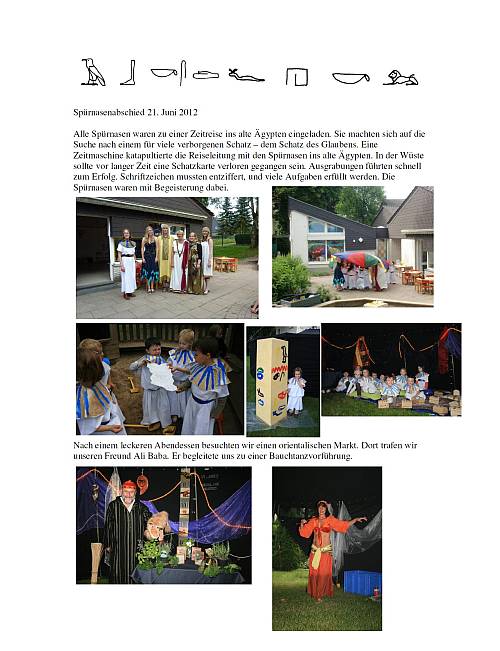 Spürnasenabschied 21. Juni 2012
Alle Spürnasen waren zu einer Zeitreise ins alte Ägypten eingeladen. Sie machten sich auf die
Suche nach einem für viele verborgenen Schatz – dem Schatz des Glaubens. Eine
Zeitmaschine katapultierte die Reiseleitung mit den Spürnasen ins alte Ägypten. In der Wüste
sollte vor langer Zeit eine Schatzkarte verloren gegangen sein. Ausgrabungen führten schnell
zum Erfolg. Schriftzeichen mussten entziffert, und viele Aufgaben erfüllt werden. Die
Spürnasen waren mit Begeisterung dabei.
Nach einem leckeren Abendessen besuchten wir einen orientalischen Markt. Dort trafen wir
unseren Freund Ali Baba. Er begleitete uns zu einer Bauchtanzvorführung.